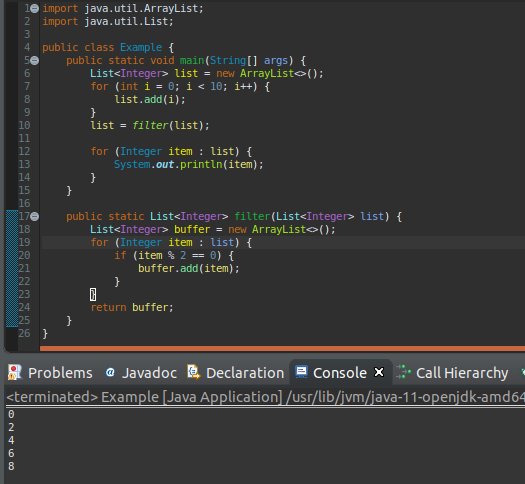 1 import java.util.ArrayList;
2 import java.util.List;
3
4 public class Example {
5     public static void main(String[] args) {
6         List<Integer> list = new ArrayList<>();
7         for (int i = 0; i < 10; i++) {
8             list.add(i);
9         }
10         list = filter(list);
11
12         for (Integer item : list) {
13             System.out.println(item);
14         }
15     }
16
17     public static List<Integer> filter(List<Integer> list) {
18         List<Integer> buffer = new ArrayList<>();
19         for (Integer item : list) {
20             if (item % 2 == 0) {
21                 buffer.add(item);
22             }
23         }
24         return buffer;
25     }
26 }
Problems @ Javadoc Declaration Console Call Hierarchy
<terminated> Example [Java Application] /usr/lib/jvm/java-11-openjdk-amd64
0
2
4
6
8